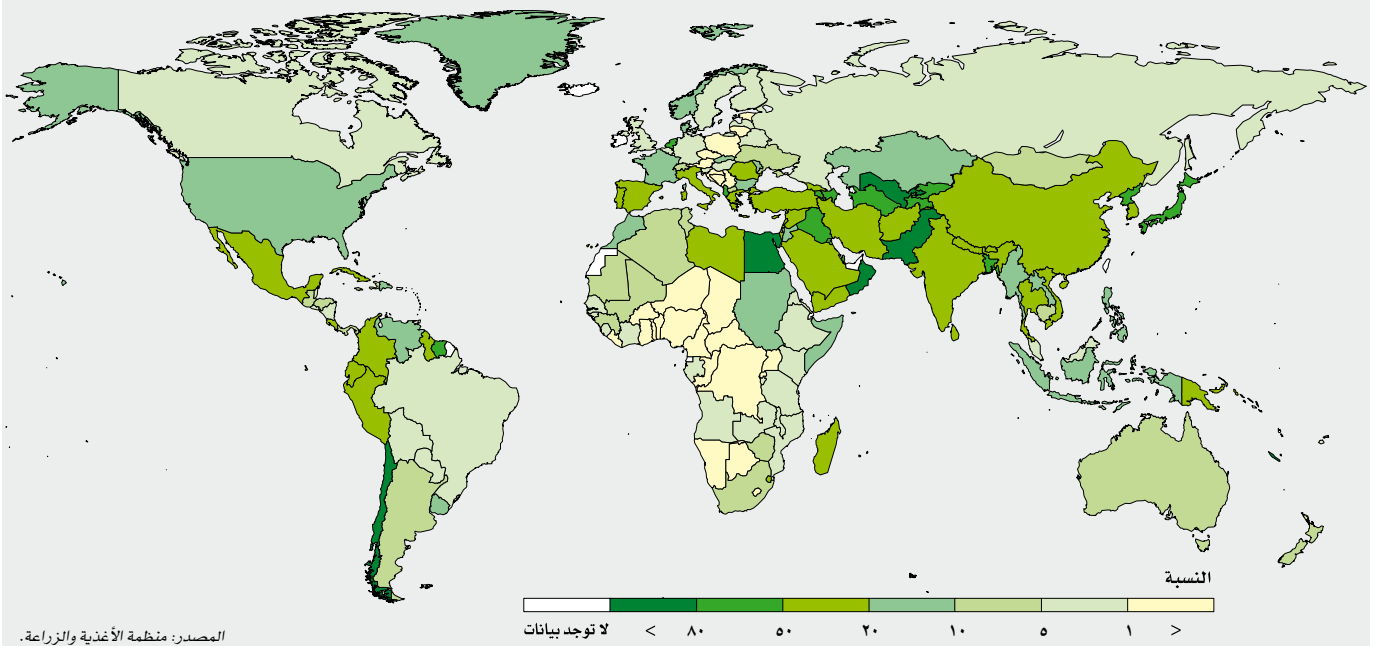 النسبة
< ١ ٥ ١٠ ٢٠ ٥٠ ٨٠ > لا توجد بيانات
المصدر: منظمة الأغذية والزراعة.